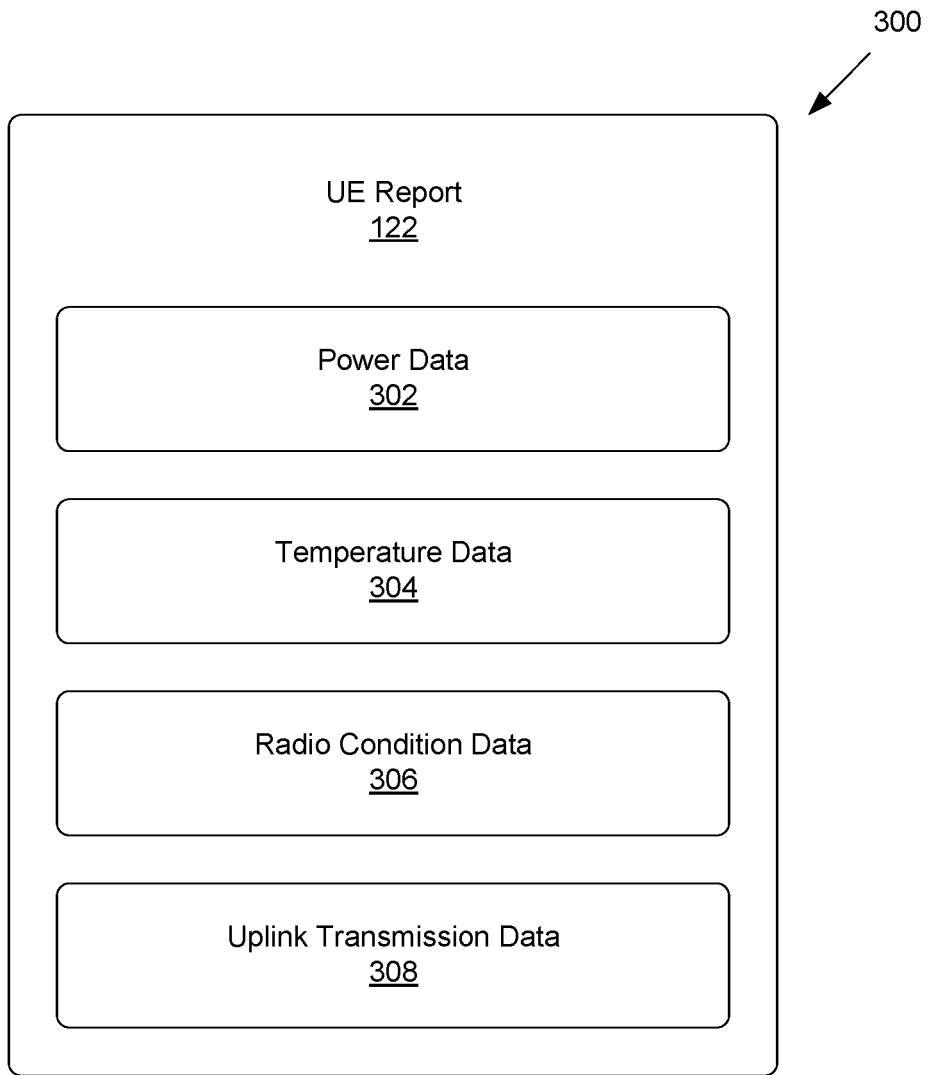 300
UE Report
122
Power Data
302
Temperature Data
304
Radio Condition Data
306
Uplink Transmission Data
308